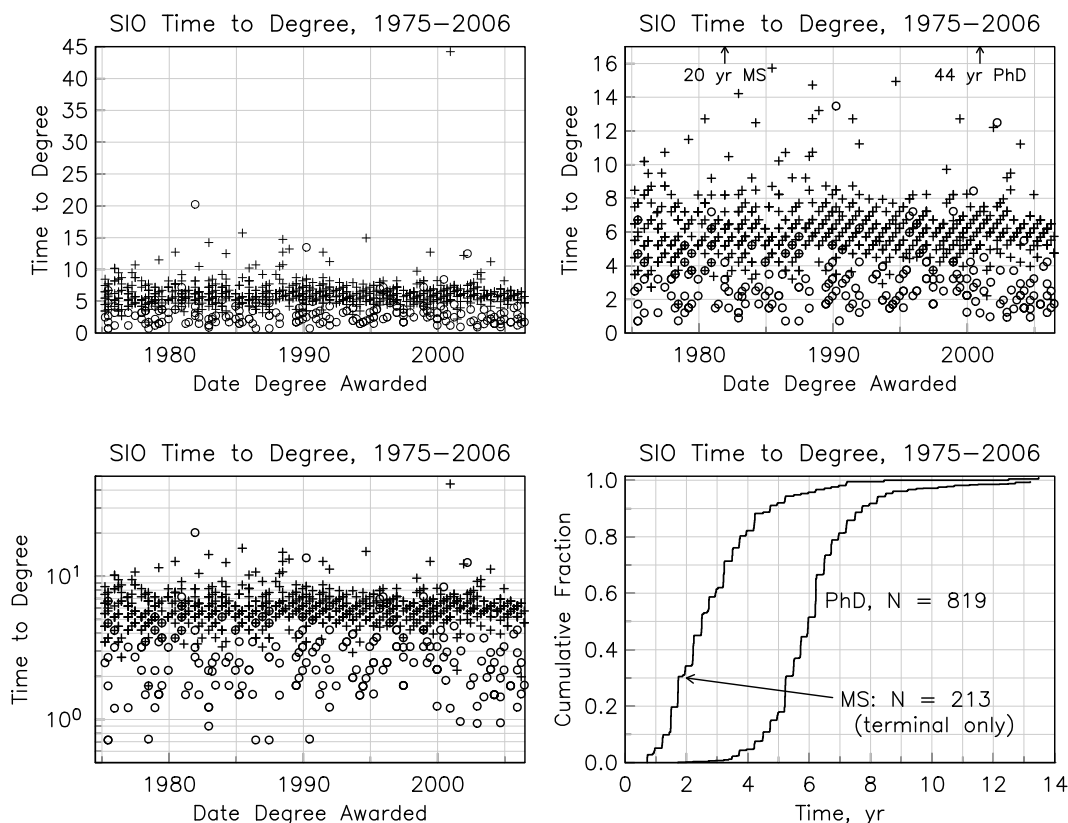 SIO Time to Degree, 1975−2006
45
40
35
30
25
20
15
10
5
0
Time to Degree
1980
1990
2000
Date Degree Awarded
SIO Time to Degree, 1975−2006
20 yr MS
44 yr PhD
16
14
12
10
8
6
4
2
0
Time to Degree
1980
1990
2000
Date Degree Awarded
SIO Time to Degree, 1975−2006
10¹
10⁰
Time to Degree
1980
1990
2000
Date Degree Awarded
SIO Time to Degree, 1975−2006
1.0
0.8
0.6
0.4
0.2
0.0
Cumulative Fraction
PhD, N = 819
MS: N = 213
(terminal only)
0
2
4
6
8
10
12
14
Time, yr